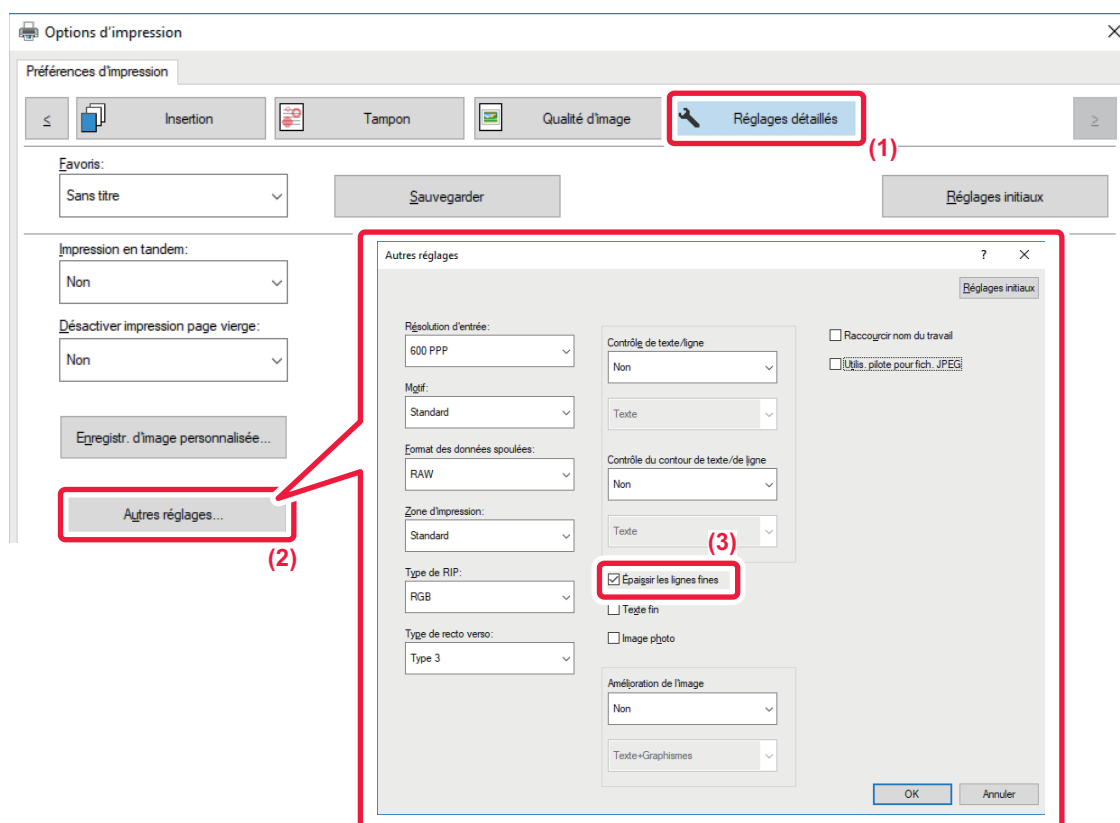 Options d'impression
Préférences d'impression
<
Insertion
Tampon
Qualité d'image
Réglages détaillés
>
(1)
Favoris:
Sans titre
Sauvegarder
Réglages initiaux
Impression en tandem:
Non
Désactiver impression page vierge:
Non
Enregistr. d'image personnalisée...
Autres réglages...
(2)
Autres réglages
?
Réglages initiaux
Résolution d'entrée:
600 PPP
Motif:
Standard
Format des données spoulées:
RAW
Zone d'impression:
Standard
Type de RIP:
RGB
Type de recto verso:
Type 3
Contrôle de texte/ligne
Non
Texte
Contrôle du contour de texte/de ligne
Non
Texte
(3)
Épaissir les lignes fines
Texte fin
Image photo
Amélioration de l'image
Non
Texte+Graphismes
Raccourcir nom du travail
Utilis. pilote pour fich. JPEG
OK
Annuler